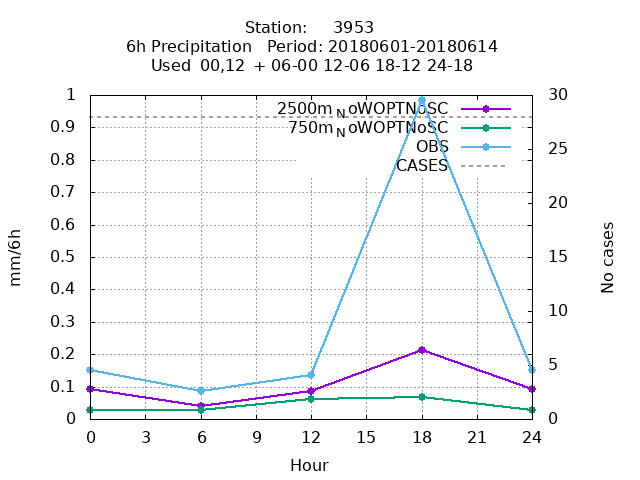 Station: 3953
6h Precipitation Period: 20180601-20180614
Used 00,12 + 06-00 12-06 18-12 24-18
2500m_NoWOPTNoSC
750m_NoWOPTNoSC
OBS
CASES
1
0.9
0.8
0.7
0.6
0.5
0.4
0.3
0.2
0.1
0
mm/6h
30
25
20
15
10
5
0
No cases
0 3 6 9 12 15 18 21 24
Hour